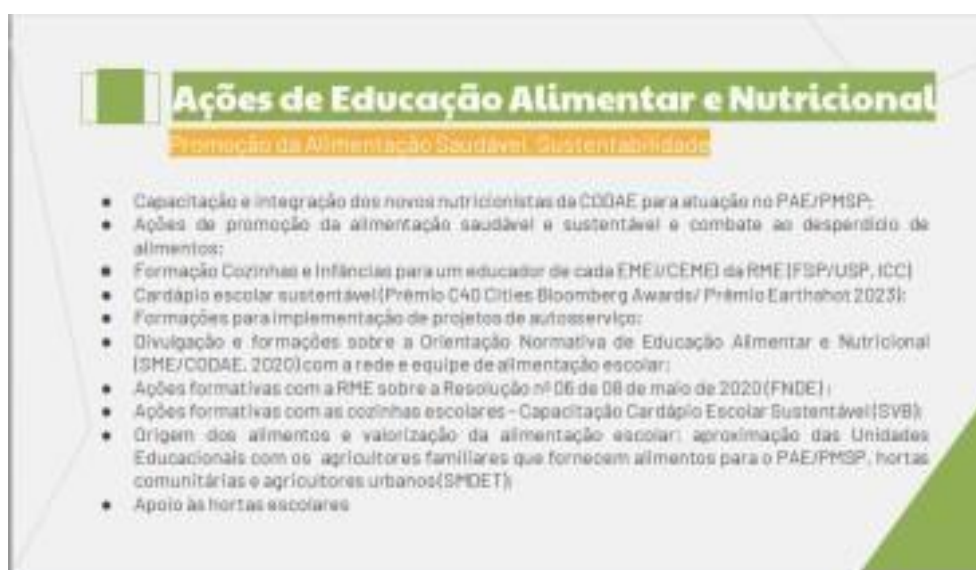 Ações de Educação Alimentar e Nutricional
Promoção da Alimentação Saudável, Sustentabilidade
● Capacitação e integração dos novos nutricionistas da CODAE para atuação no PAE/PMSP;
● Ações de promoção da alimentação saudável e sustentável e combate ao desperdício de
alimentos;
● Formação Cozinhas e Infâncias para um educador de cada EMEI/CEMEI da RME (FSP/USP, ICC)
● Cardápio escolar sustentável (Prêmio C40 Cities Bloomberg Awards/ Prêmio Earthshot 2023);
● Formações para implementação de projetos de autosserviço;
● Divulgação e formações sobre a Orientação Normativa de Educação Alimentar e Nutricional
(SME/CODAE, 2020) com a rede e equipe de alimentação escolar;
● Ações formativas com a RME sobre a Resolução nº 06 de 08 de maio de 2020 (FNDE) ;
● Ações formativas com as cozinhas escolares - Capacitação Cardápio Escolar Sustentável (SVB);
● Origem dos alimentos e valorização da alimentação escolar: aproximação das Unidades
Educacionais com os agricultores familiares que fornecem alimentos para o PAE/PMSP, hortas
comunitárias e agricultores urbanos (SMDET);
● Apoio às hortas escolares